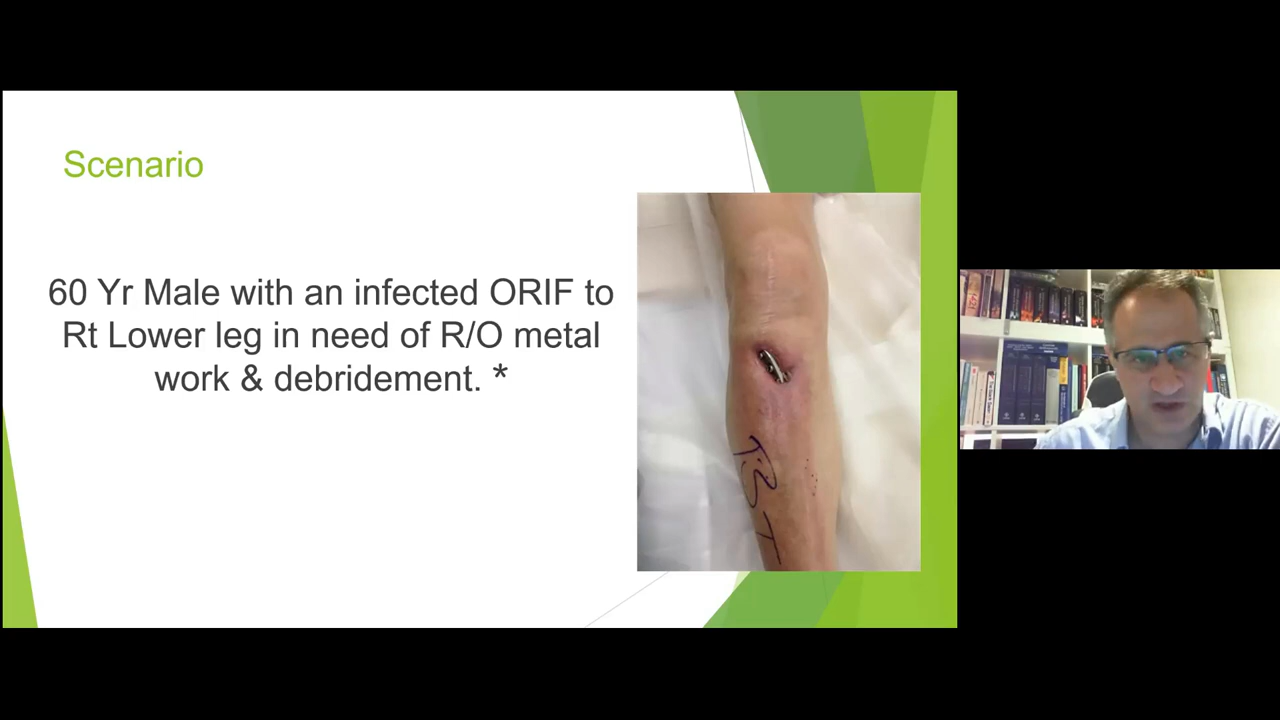 Scenario
60 Yr Male with an infected ORIF to
Rt Lower leg in need of R/O metal
work & debridement. *